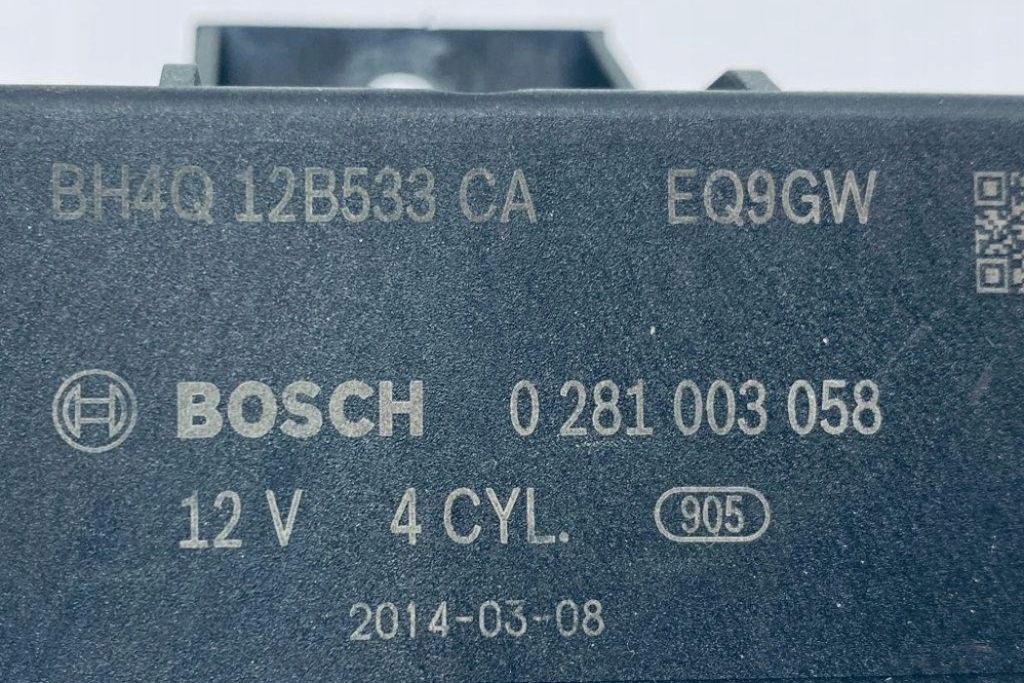 BH4Q 12B533 CA EQ9GW
BOSCH 0 281 003 058
12 V 4 CYL. 905
2014-03-08